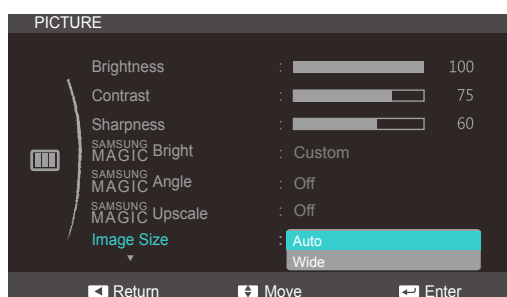 PICTURE
Brightness : 100
Contrast : 75
Sharpness : 60
SAMSUNG MAGIC Bright : Custom
SAMSUNG MAGIC Angle : Off
SAMSUNG MAGIC Upscale : Off
Image Size : Auto
Wide
Return Move Enter